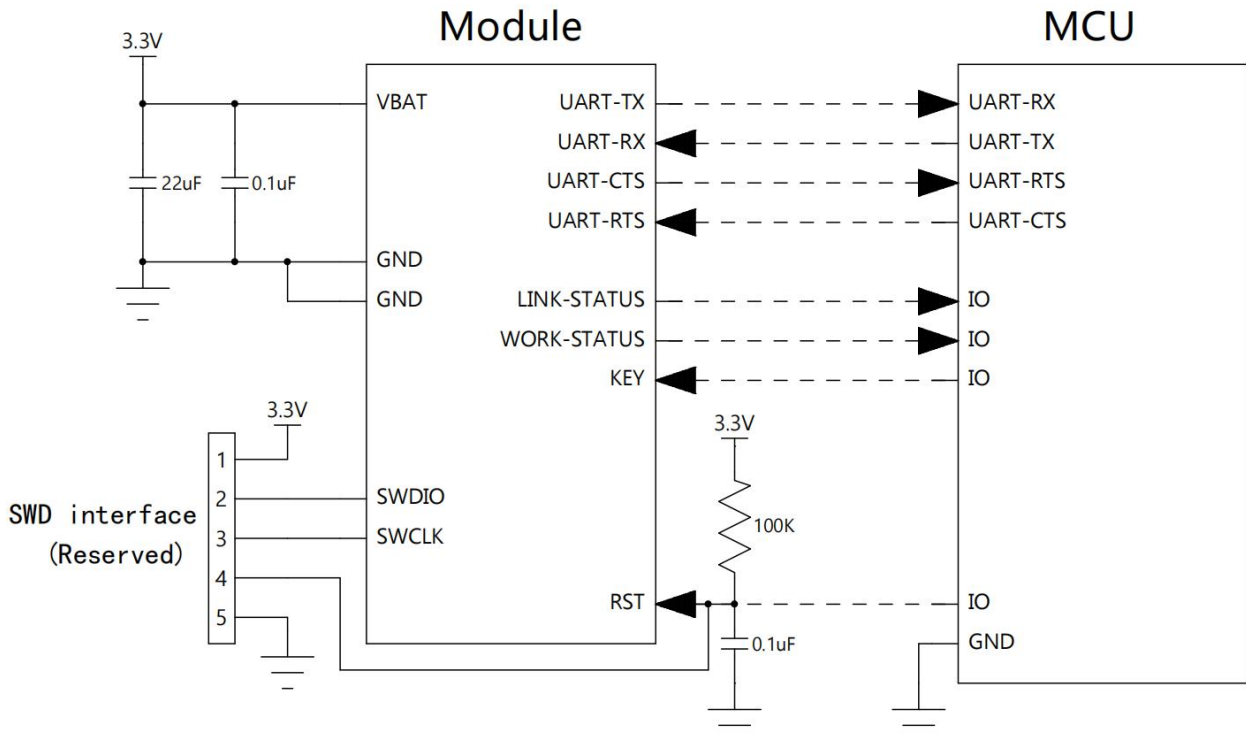 Module
MCU
3.3V
VBAT
UART-TX
UART-RX
UART-RX
UART-TX
22uF
0.1uF
UART-CTS
UART-RTS
UART-RTS
UART-CTS
GND
GND
LINK-STATUS
IO
WORK-STATUS
IO
KEY
IO
3.3V
3.3V
1
2
SWDIO
SWD interface
(Reserved)
3
SWCLK
100K
4
5
RST
IO
0.1uF
GND